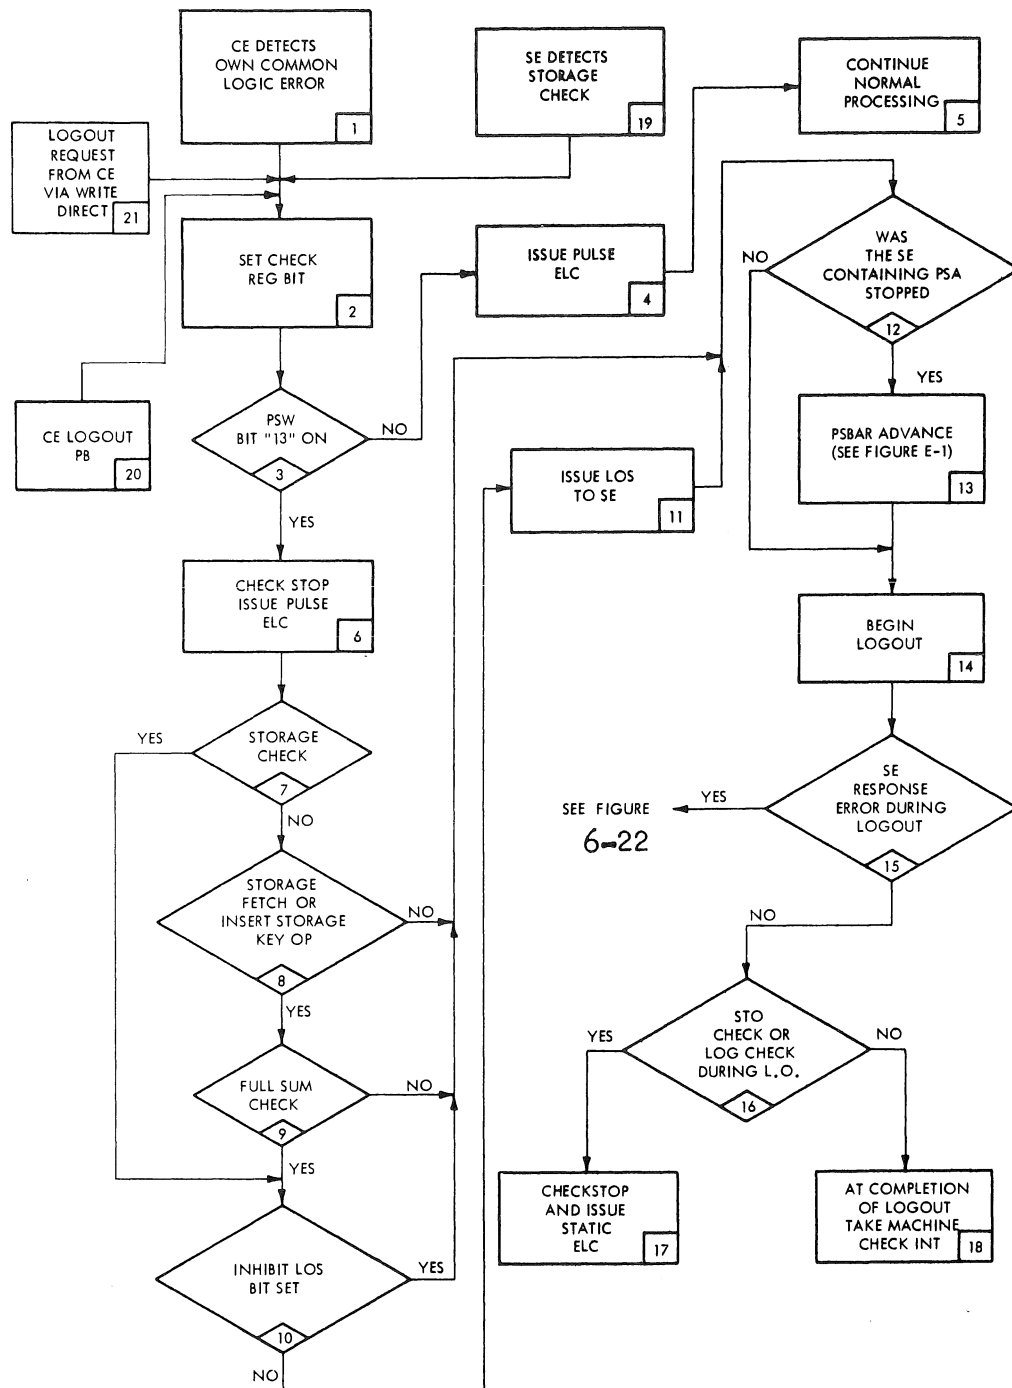 CE DETECTS
OWN COMMON
LOGIC ERROR
1
SE DETECTS
STORAGE
CHECK
19
CONTINUE
NORMAL
PROCESSING
5
LOGOUT
REQUEST
FROM CE
VIA WRITE
DIRECT
21
SET CHECK
REG BIT
2
ISSUE PULSE
ELC
4
NO
WAS
THE SE
CONTAINING PSA
STOPPED
12
YES
CE LOGOUT
PB
20
PSW
BIT "13" ON
3
NO
YES
ISSUE LOS
TO SE
11
PSBAR ADVANCE
(SEE FIGURE E-1)
13
CHECK STOP
ISSUE PULSE
ELC
6
BEGIN
LOGOUT
14
YES
STORAGE
CHECK
7
NO
SEE FIGURE
6-22
YES
SE
RESPONSE
ERROR DURING
LOGOUT
15
NO
STORAGE
FETCH OR
INSERT STORAGE
KEY OP
8
NO
YES
YES
STO
CHECK OR
LOG CHECK
DURING L.O.
16
NO
FULL SUM
CHECK
9
NO
YES
CHECKSTOP
AND ISSUE
STATIC
ELC
17
AT COMPLETION
OF LOGOUT
TAKE MACHINE
CHECK INT
18
INHIBIT LOS
BIT SET
10
YES
NO